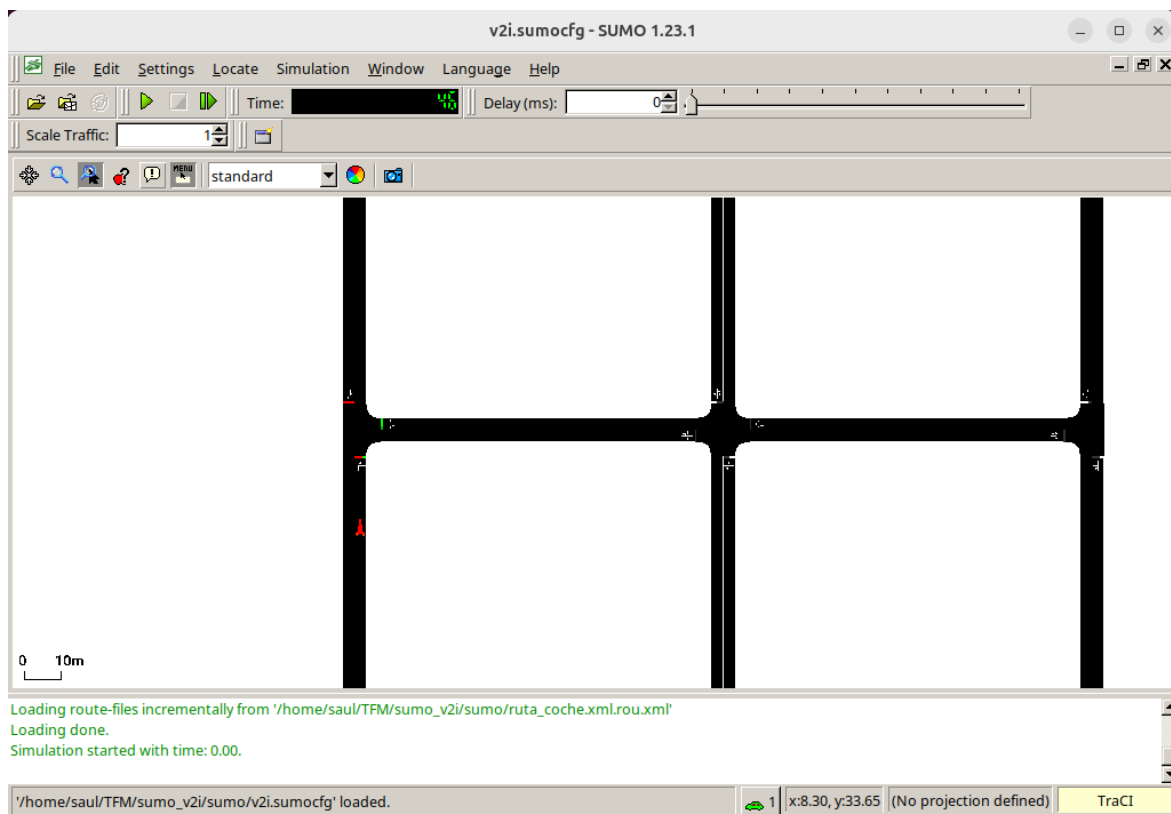 v2i.sumocfg - SUMO 1.23.1
File Edit Settings Locate Simulation Window Language Help
Time: 46 Delay (ms): 0
Scale Traffic: 1
MENU standard
0 10m
Loading route-files incrementally from '/home/saul/TFM/sumo_v2i/sumo/ruta_coche.xml.rou.xml'
Loading done.
Simulation started with time: 0.00.
'/home/saul/TFM/sumo_v2i/sumo/v2i.sumocfg' loaded. 1 x:8.30, y:33.65 (No projection defined) TraCI